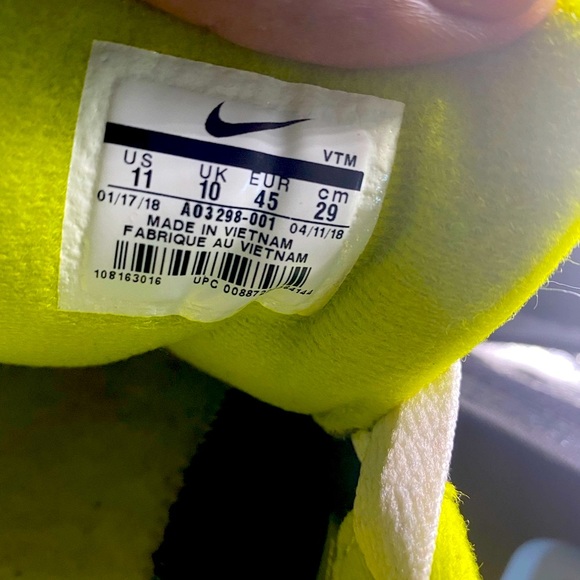 VTM
US UK EUR cm
11 10 45 29
01/17/18 AO3298-001 04/11/18
MADE IN VIETNAM
FABRIQUE AU VIETNAM
108163016 UPC